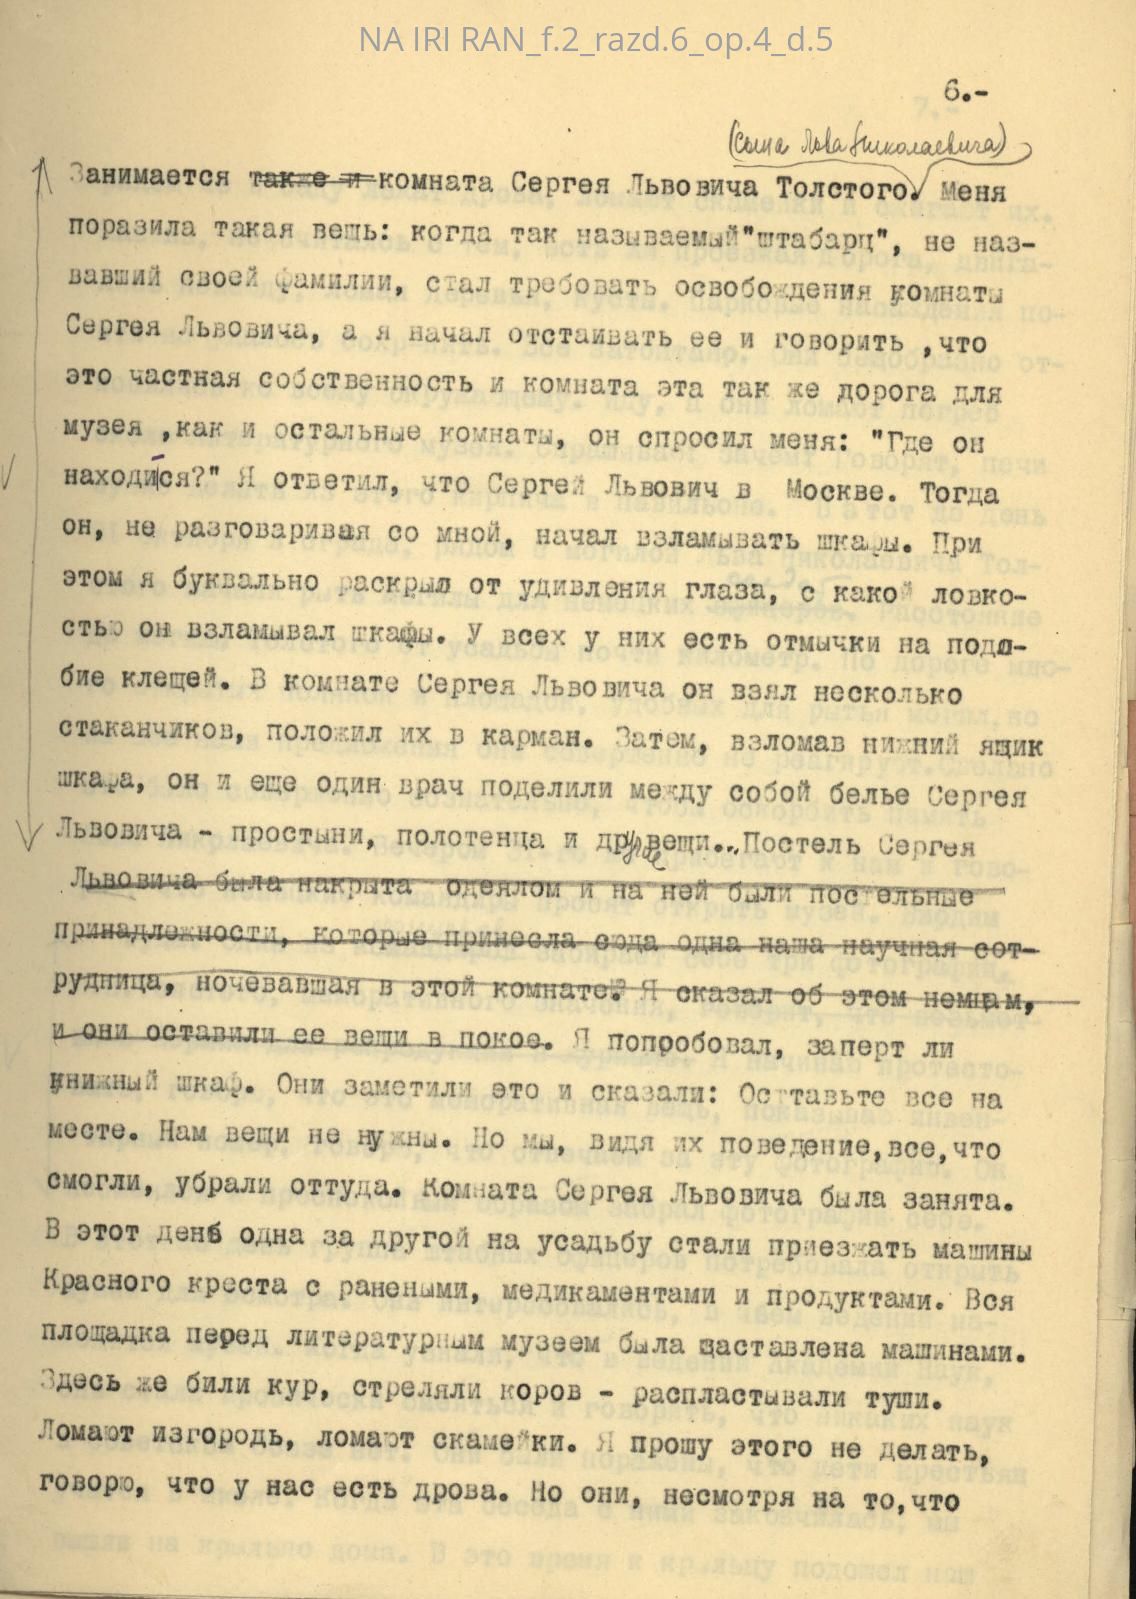 NA IRI RAN_f.2_razd.6_op.4_d.5
6.-
(сына Льва Николаевича)
Занимается также и комната Сергея Львовича Толстого. Меня
поразила такая вещь: когда так называемый"штабарц", не наз-
вавший своей фамилии, стал требовать освобождения комнаты
Сергея Львовича, а я начал отстаивать ее и говорить ,что
это частная собственность и комната эта так же дорога для
музея ,как и остальные комнаты, он спросил меня: "Где он
находися?" Я ответил, что Сергей Львович в Москве. Тогда
он, не разговаривая со мной, начал взламывать шкафы. При
этом я буквально раскрыл от удивления глаза, с какой ловко-
стью он взламывал шкафы. У всех у них есть отмычки на подо-
бие клещей. В комнате Сергея Львовича он взял несколько
стаканчиков, положил их в карман. Затем, взломав нижний ящик
шкафа, он и еще один врач поделили между собой белье Сергея
Львовича - простыни, полотенца и другие вещи... Постель Сергея
Львовича была накрыта одеялом и на ней были постельные
принадлежности, которые принесла сюда одна наша научная сот-
рудница, ночевавшая в этой комнате. Я сказал об этом немцам,
и они оставили ее вещи в покое. Я попробовал, заперт ли
книжный шкаф. Они заметили это и сказали: Оставьте все на
месте. Нам вещи не нужны. Но мы, видя их поведение,все,что
смогли, убрали оттуда. Комната Сергея Львовича была занята.
В этот день одна за другой на усадьбу стали приезжать машины
Красного креста с ранеными, медикаментами и продуктами. Вся
площадка перед литературным музеем была заставлена машинами.
Здесь же били кур, стреляли коров - распластывали туши.
Ломают изгородь, ломают скамейки. Я прошу этого не делать,
говорю, что у нас есть дрова. Но они, несмотря на то,что